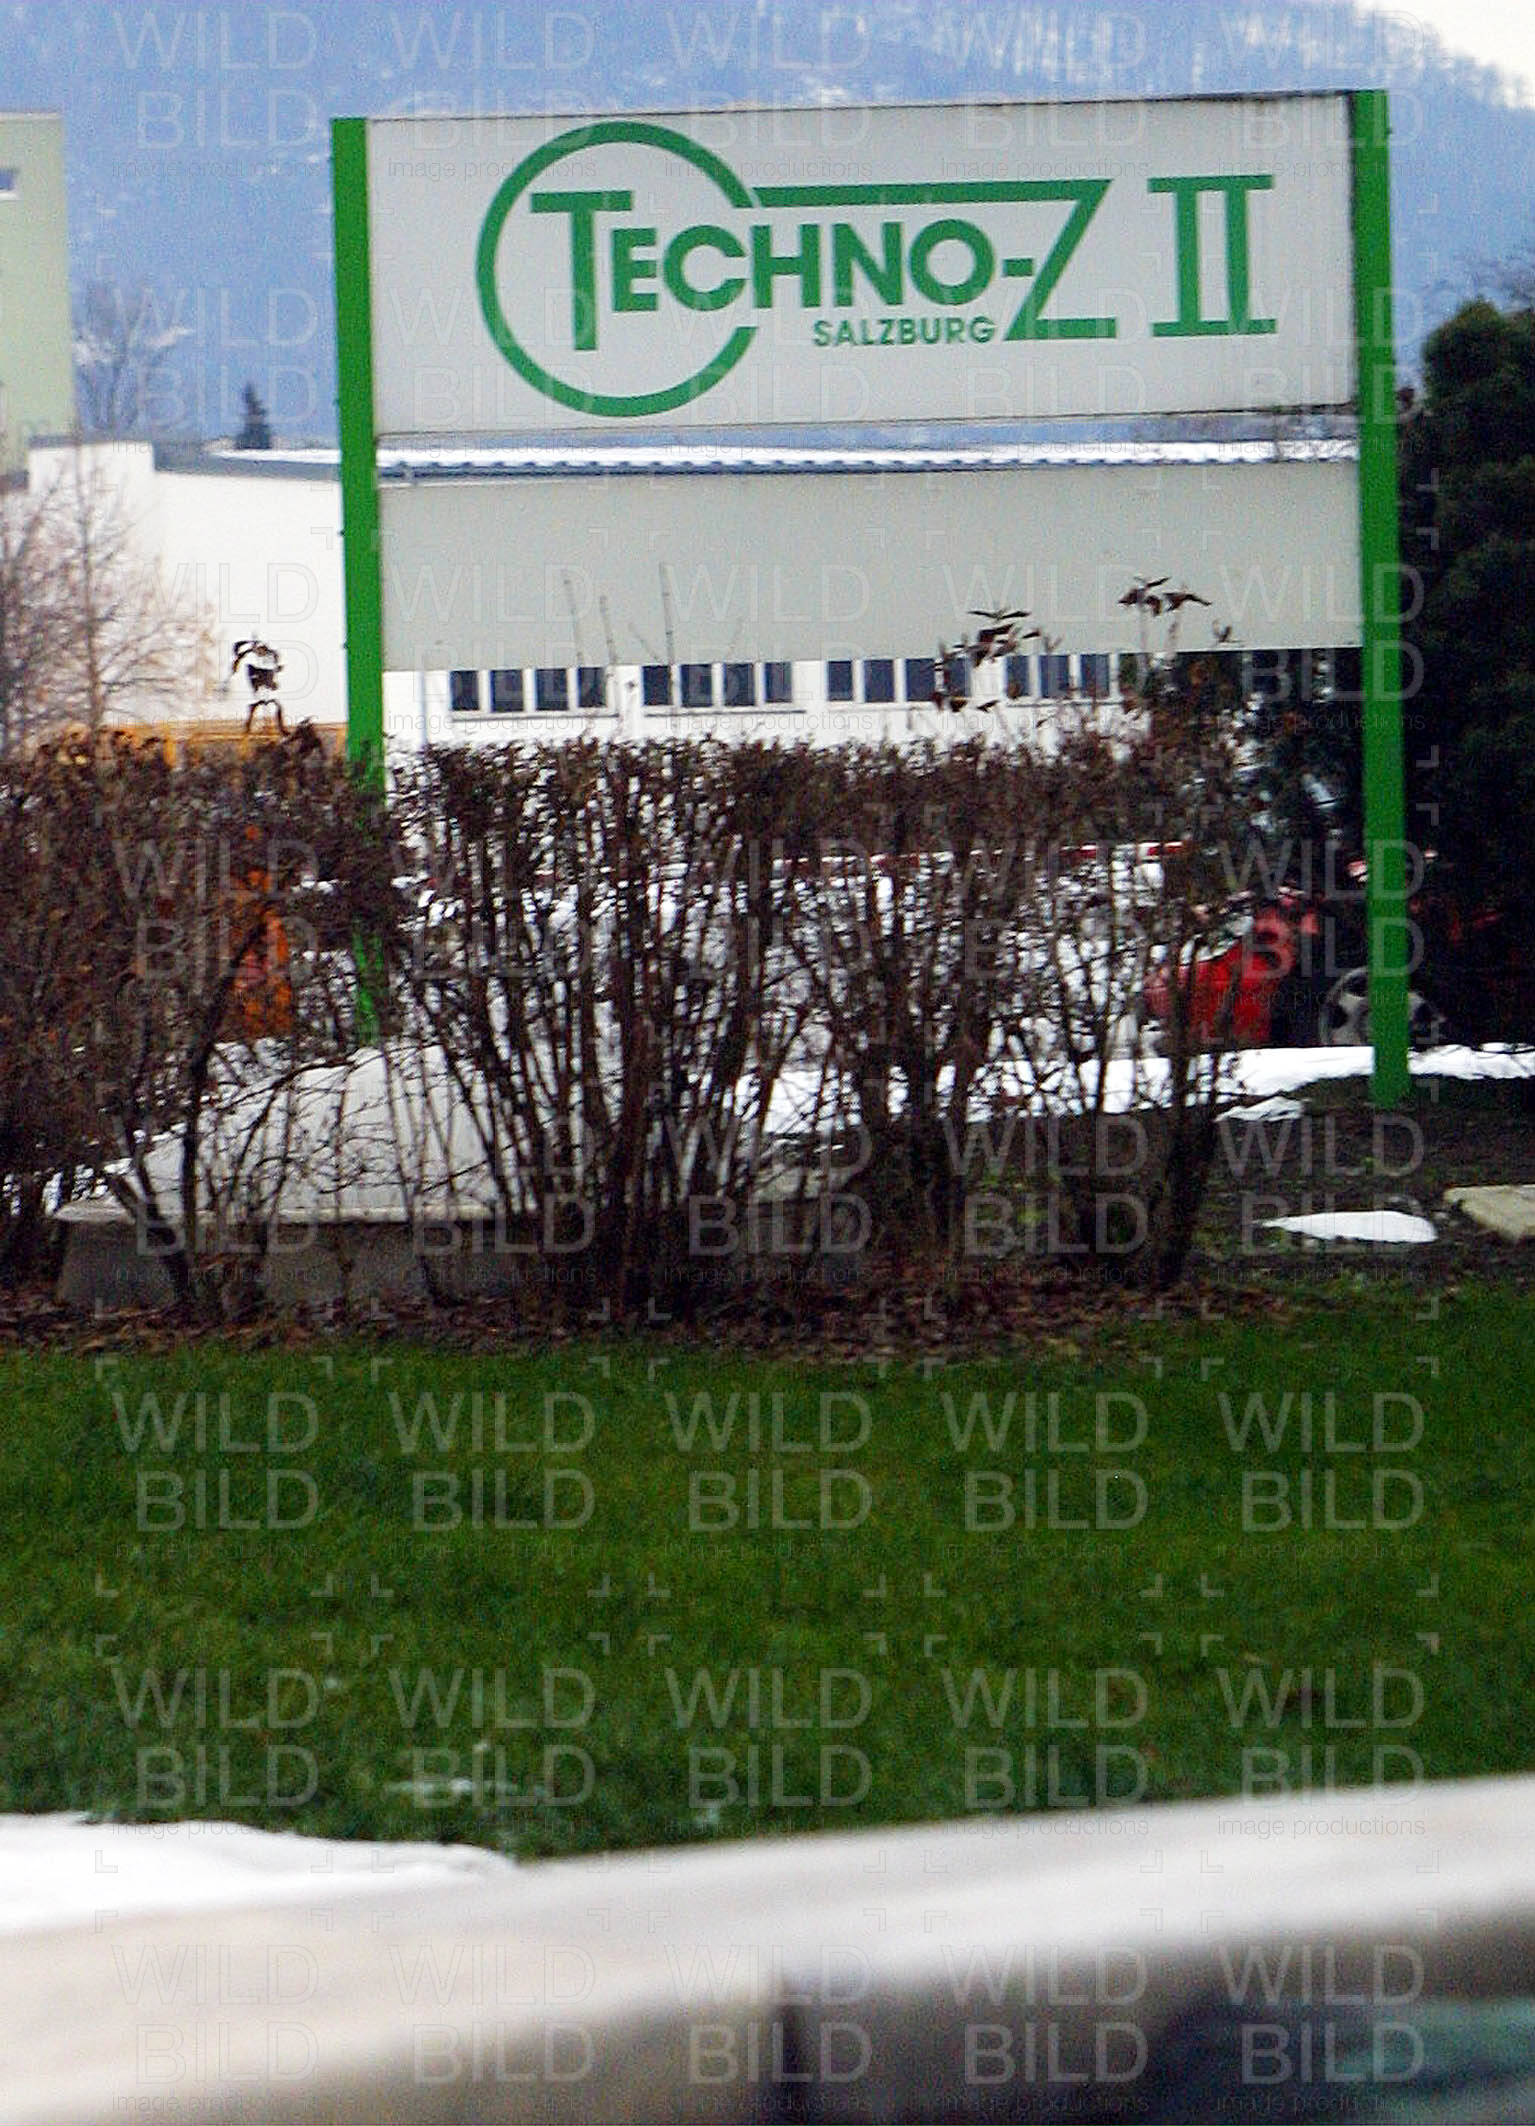 TECHNO-Z II
SALZBURG
WILD
BILD
image productions